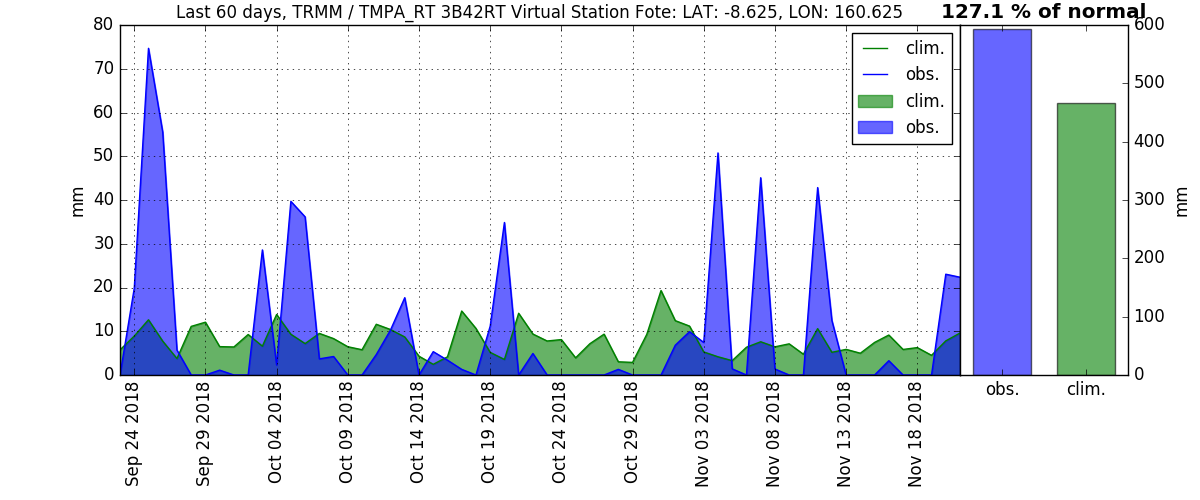 Last 60 days, TRMM / TMPA_RT 3B42RT Virtual Station Fote: LAT: -8.625, LON: 160.625
127.1 % of normal
80
70
60
50
40
30
20
10
0
mm
clim.
obs.
clim.
obs.
600
500
400
300
200
100
0
mm
obs.
clim.
Sep 24 2018
Sep 29 2018
Oct 04 2018
Oct 09 2018
Oct 14 2018
Oct 19 2018
Oct 24 2018
Oct 29 2018
Nov 03 2018
Nov 08 2018
Nov 13 2018
Nov 18 2018